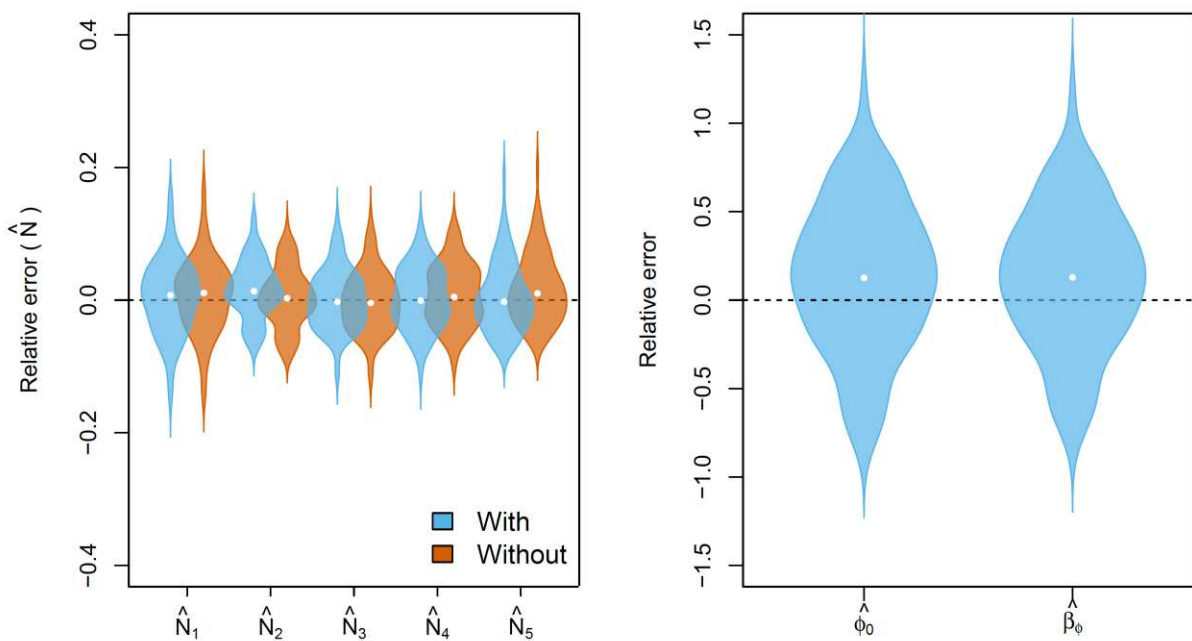 Relative error ( N̂ )
0.4
0.2
0.0
−0.2
−0.4
With
Without
N̂₁ N̂₂ N̂₃ N̂₄ N̂₅
Relative error
1.5
1.0
0.5
0.0
−0.5
−1.0
−1.5
ϕ̂₀ β̂ᵩ